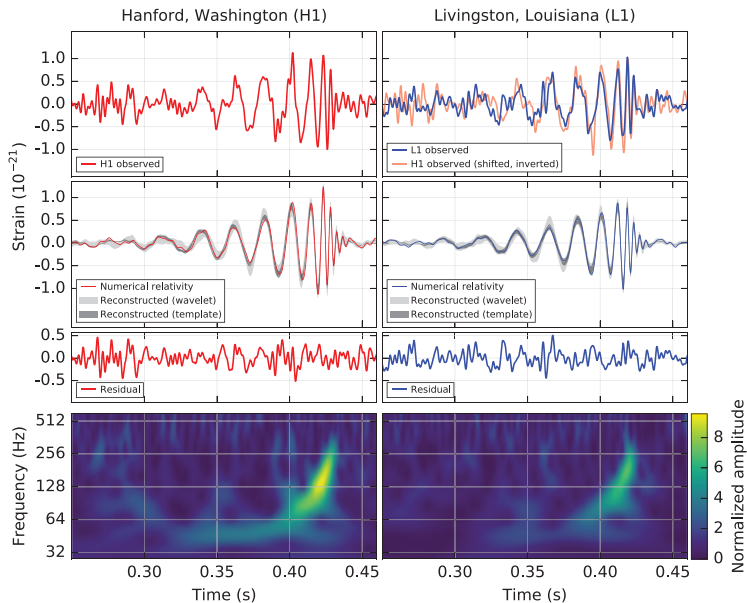 Hanford, Washington (H1)
Livingston, Louisiana (L1)
Strain (10⁻²¹)
1.0
0.5
0.0
-0.5
-1.0
H1 observed
L1 observed
H1 observed (shifted, inverted)
1.0
0.5
0.0
-0.5
-1.0
Numerical relativity
Reconstructed (wavelet)
Reconstructed (template)
Numerical relativity
Reconstructed (wavelet)
Reconstructed (template)
0.5
0.0
-0.5
Residual
Residual
Frequency (Hz)
512
256
128
64
32
Normalized amplitude
8
6
4
2
0
0.30
0.35
0.40
0.45
0.30
0.35
0.40
0.45
Time (s)
Time (s)